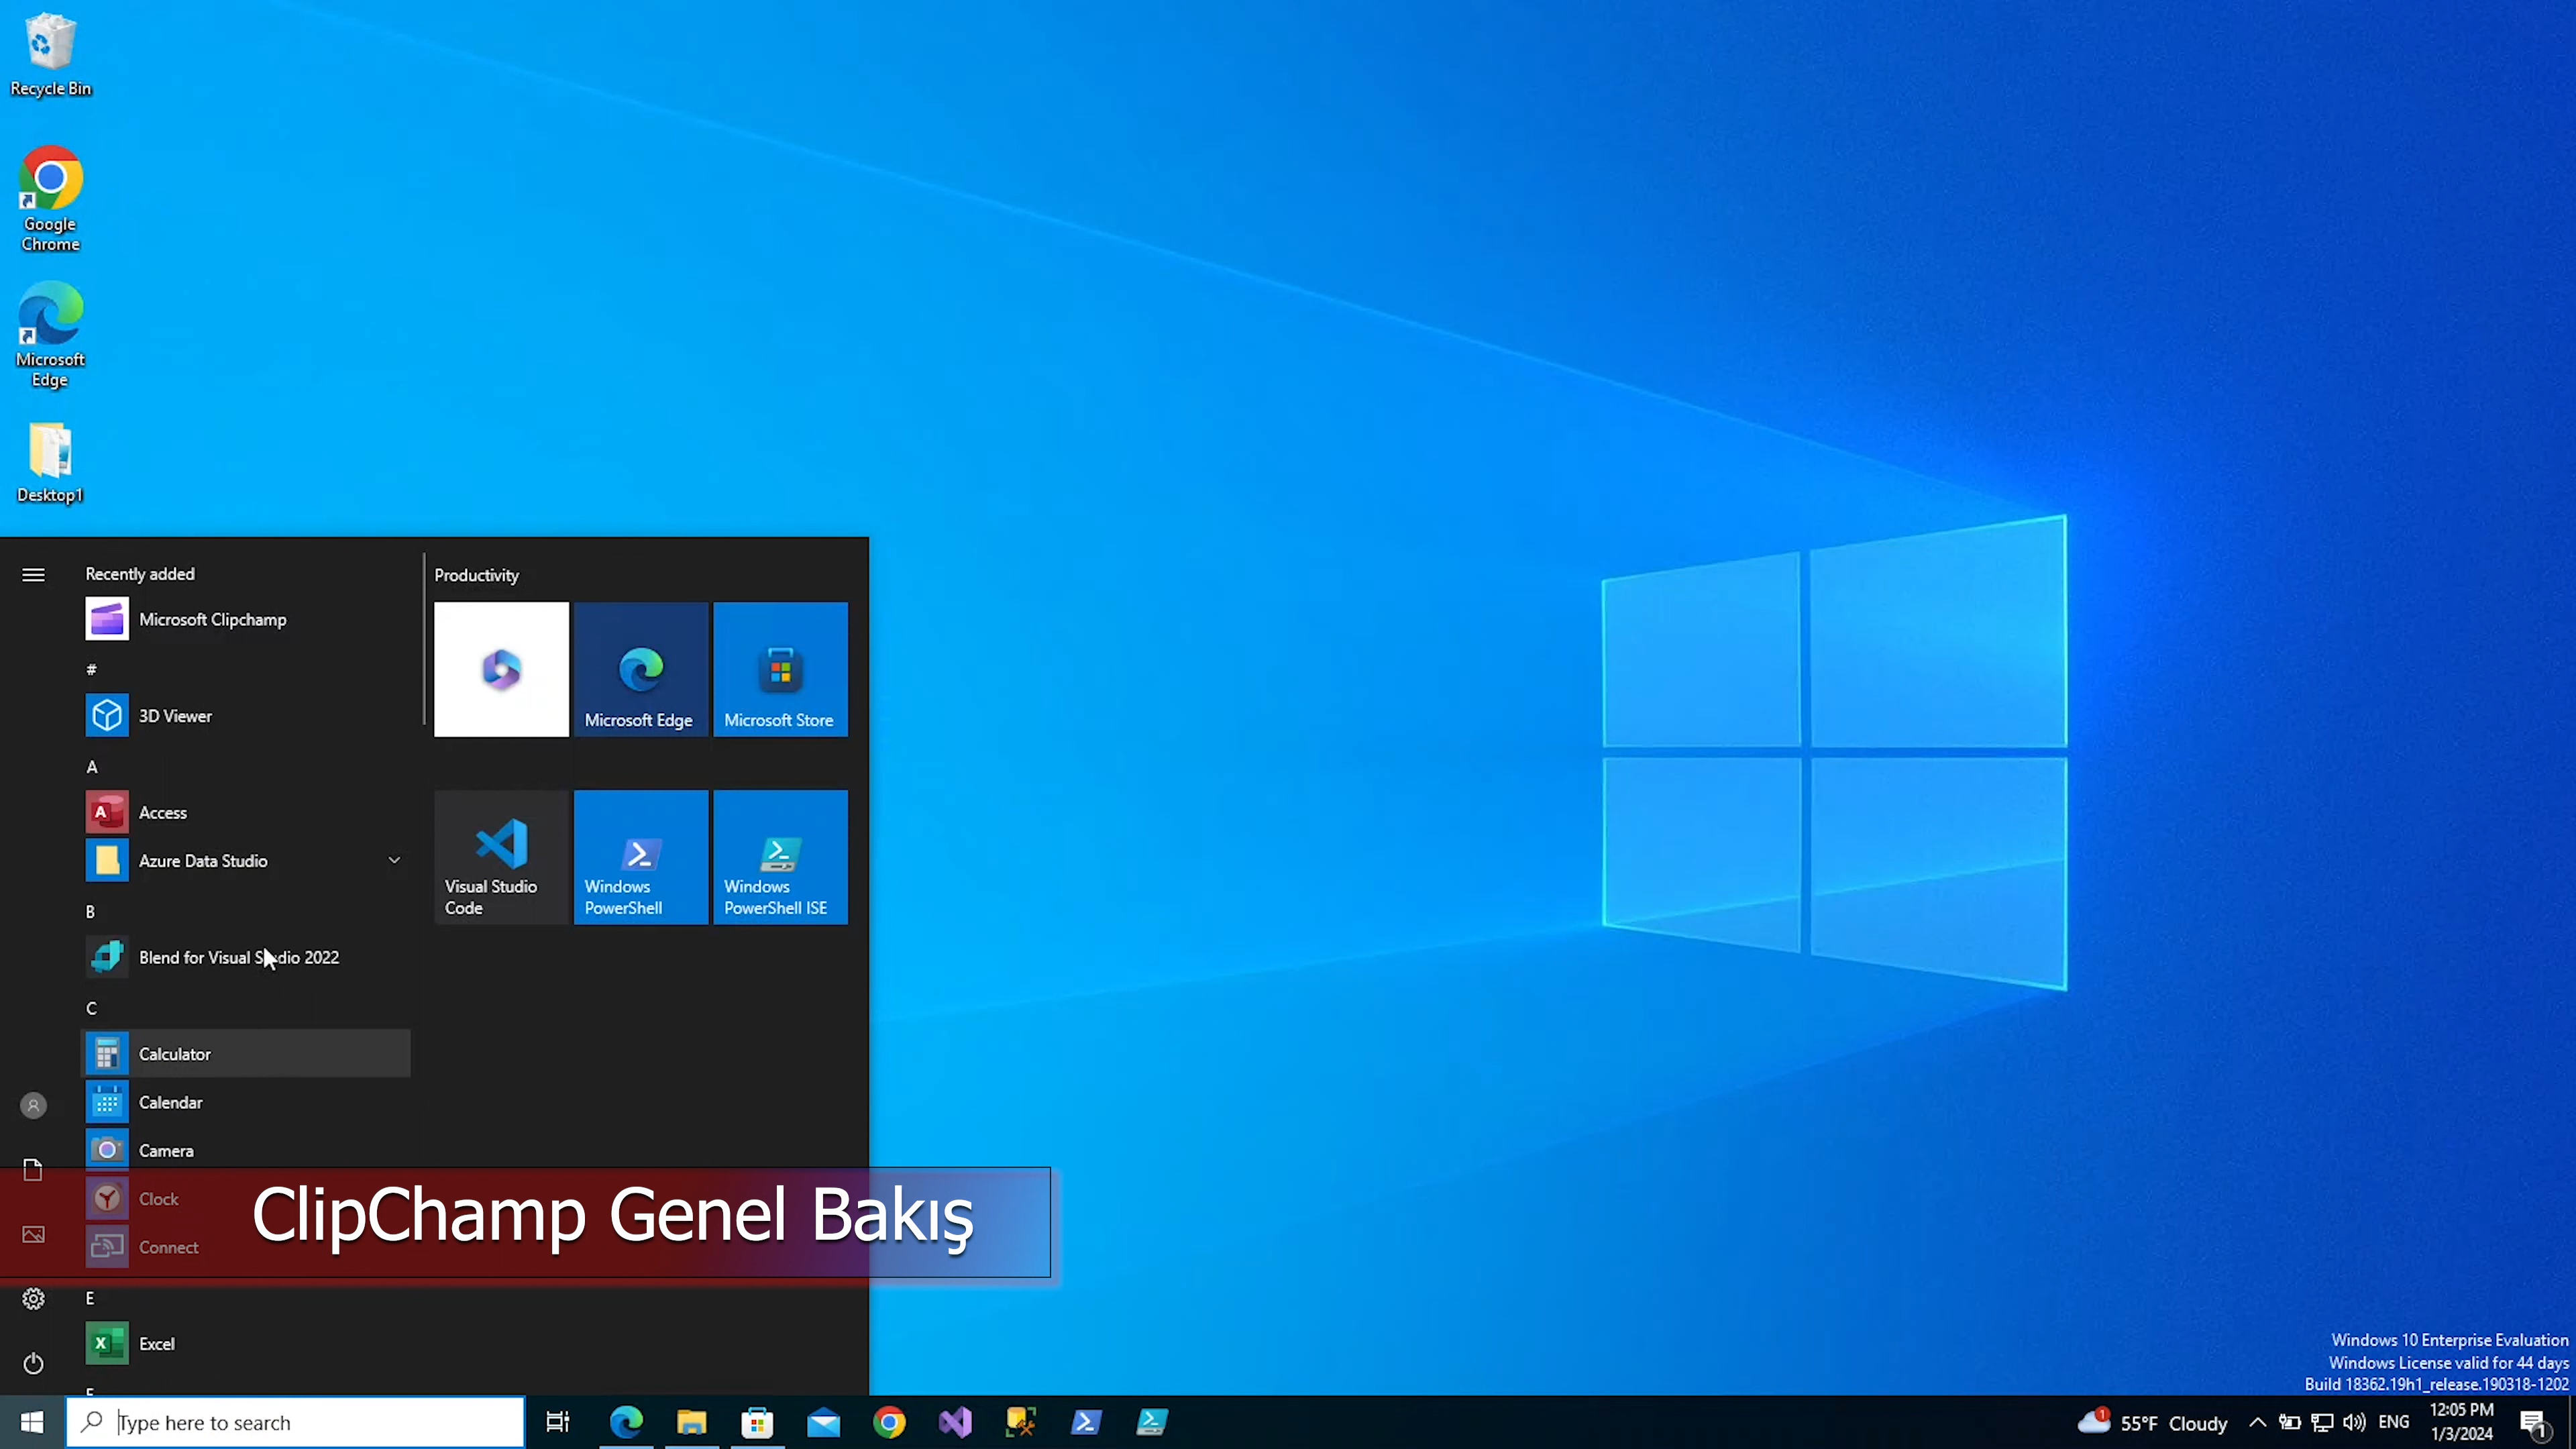 Recycle Bin
Google
Chrome
Microsoft
Edge
Desktop1
Recently added
Microsoft Clipchamp
#
3D Viewer
A
Access
Azure Data Studio
B
Blend for Visual Studio 2022
C
Calculator
Calendar
Camera
Clock
Connect
E
Excel
Productivity
Microsoft Edge
Microsoft Store
Visual Studio
Code
Windows
PowerShell
Windows
PowerShell ISE
ClipChamp Genel Bakış
Windows 10 Enterprise Evaluation
Windows License valid for 44 days
Build 18362.19h1_release.190318-1202
Type here to search
1
55°F Cloudy
ENG
12:05 PM
1/3/2024
1